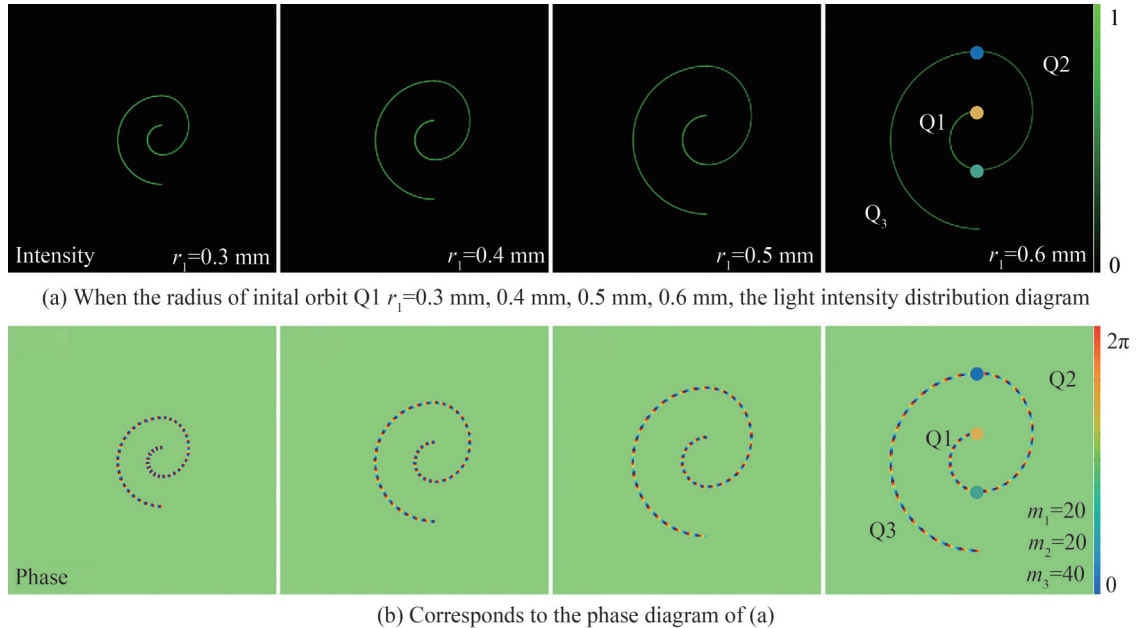 1
Q2
Q1
Q3
Intensity
r1=0.3 mm
r1=0.4 mm
r1=0.5 mm
r1=0.6 mm
0
(a) When the radius of inital orbit Q1 r1=0.3 mm, 0.4 mm, 0.5 mm, 0.6 mm, the light intensity distribution diagram
2π
Q2
Q1
m1=20
Q3
m2=20
Phase
m3=40
0
(b) Corresponds to the phase diagram of (a)